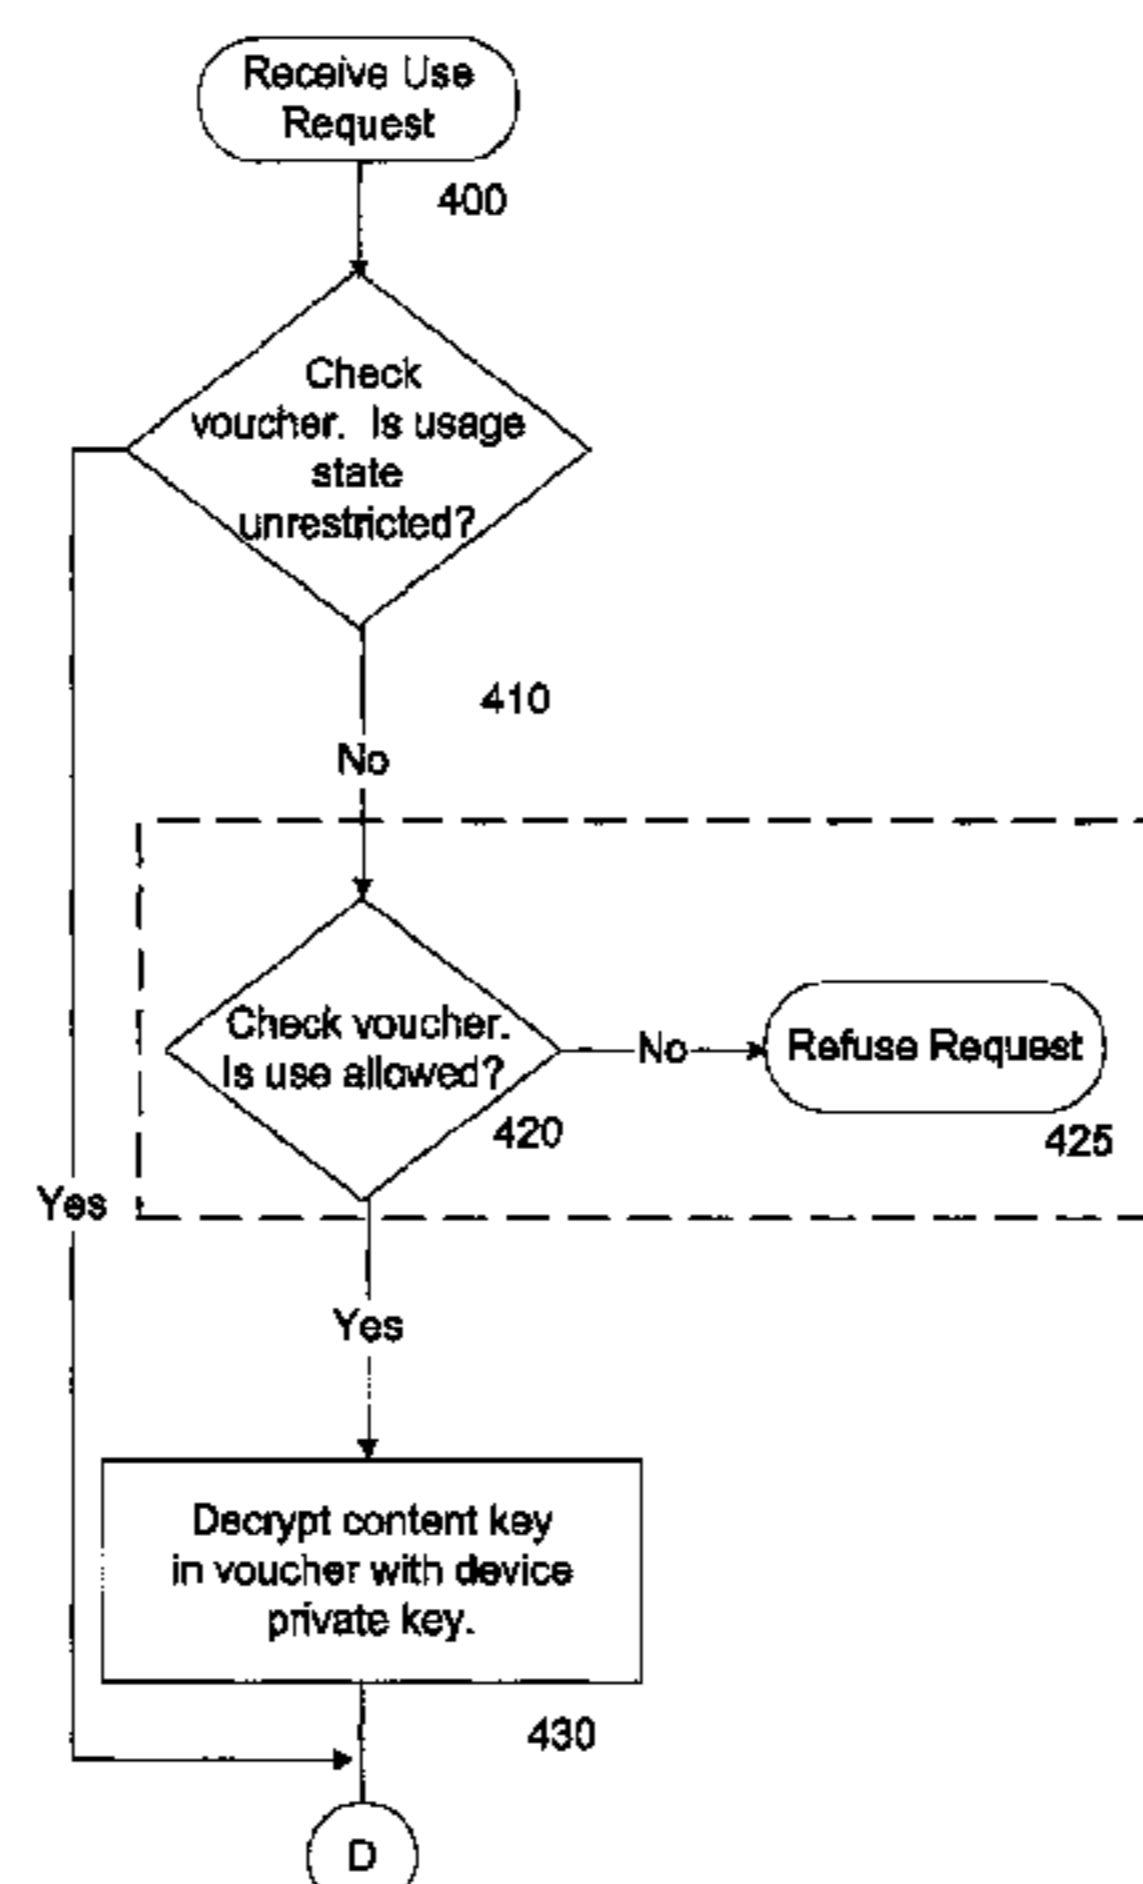 Receive Use
Request
400
Check
voucher. Is usage
state
unrestricted?
410
No
Check voucher.
Is use allowed?
420
No
Refuse Request
425
Yes
Yes
Decrypt content key
in voucher with device
private key.
430
D